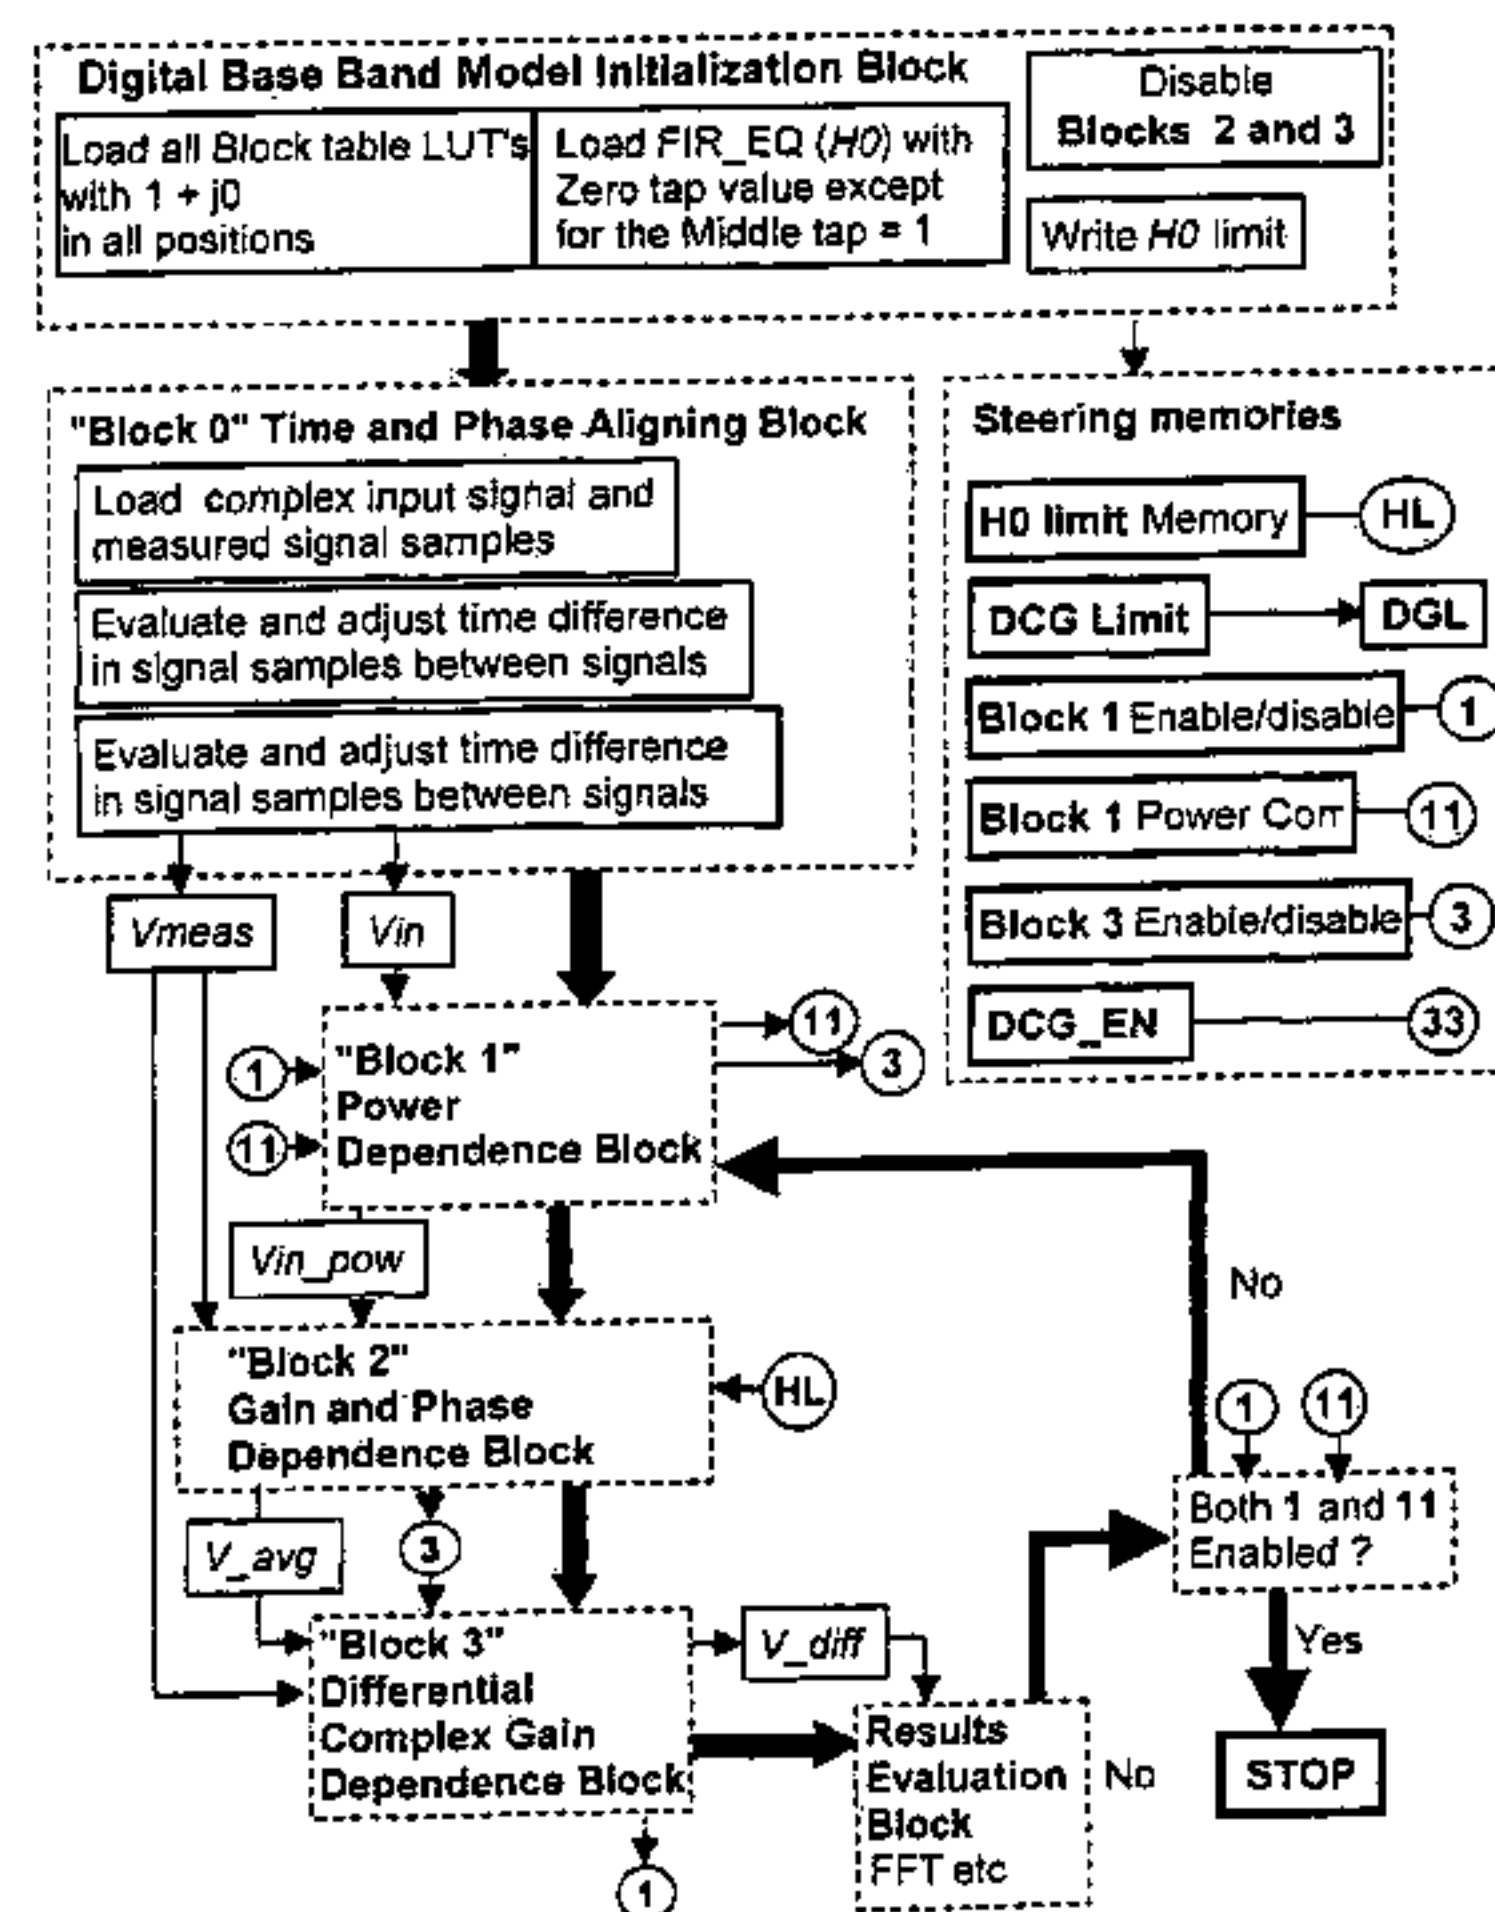 Digital Base Band Model Initialization Block
Load all Block table LUT's
with 1 + j0
in all positions
Load FIR_EQ (H0) with
Zero tap value except
for the Middle tap = 1
Disable
Blocks 2 and 3
Write H0 limit
"Block 0" Time and Phase Aligning Block
Load complex input signal and
measured signal samples
Evaluate and adjust time difference
in signal samples between signals
Evaluate and adjust time difference
in signal samples between signals
Steering memories
H0 limit Memory
HL
DCG Limit
DGL
Block 1 Enable/disable
1
Block 1 Power Corr
11
Block 3 Enable/disable
3
DCG_EN
33
Vmeas
Vin
1
11
"Block 1"
Power
Dependence Block
11
3
Vin_pow
No
"Block 2"
Gain and Phase
Dependence Block
HL
1
11
Both 1 and 11
Enabled ?
V_avg
3
Yes
"Block 3"
Differential
Complex Gain
Dependence Block
V_diff
Results
Evaluation
Block
FFT etc
No
STOP
1